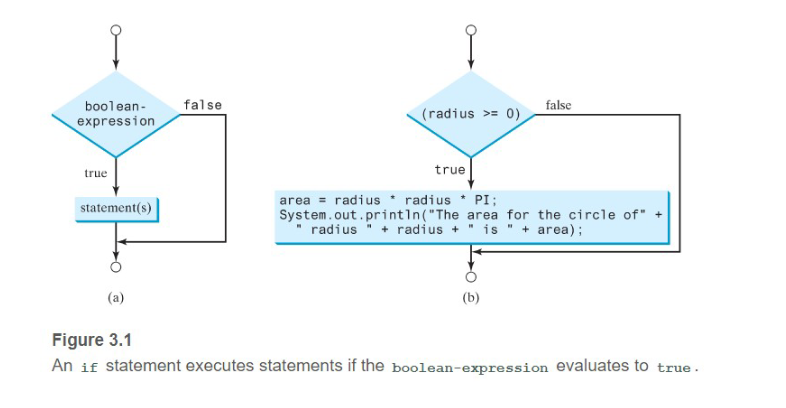 boolean-
expression
false
true
statement(s)
(a)
(radius >= 0)
false
true
area = radius * radius * PI;
System.out.println("The area for the circle of" +
" radius " + radius + " is " + area);
(b)
Figure 3.1
An if statement executes statements if the boolean-expression evaluates to true.